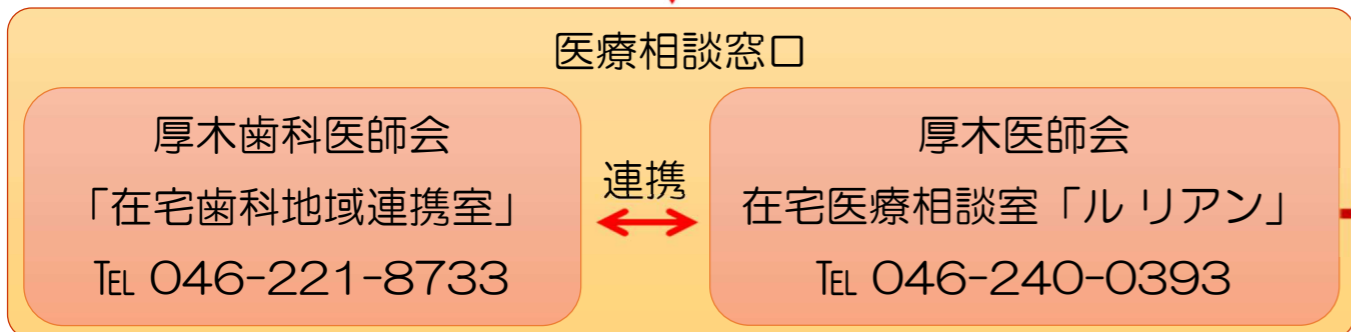 医療相談窓口
厚木歯科医師会
「在宅歯科地域連携室」
℡ 046-221-8733
連携
厚木医師会
在宅医療相談室「ル リアン」
℡ 046-240-0393